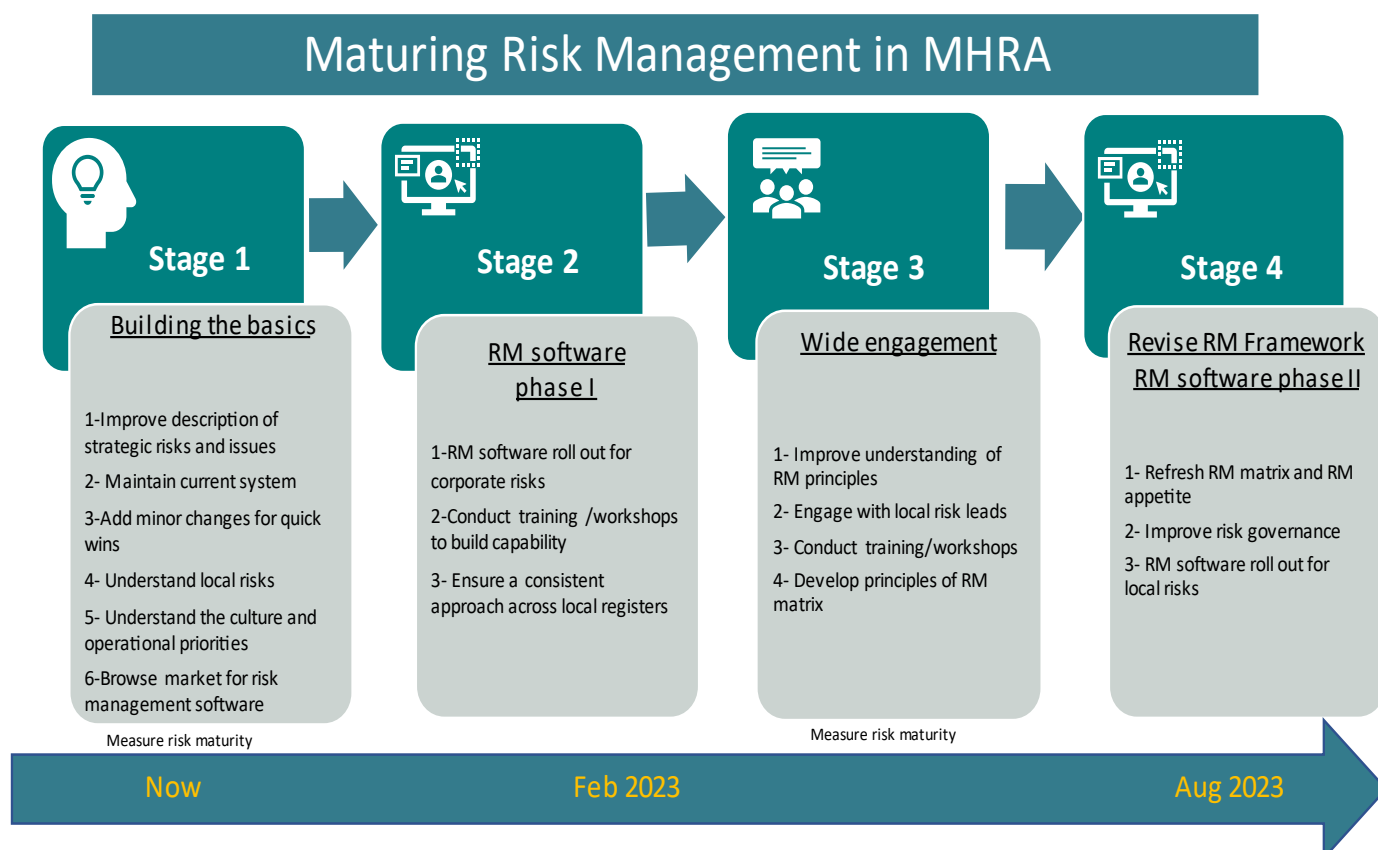 Maturing Risk Management in MHRA
Stage 1
Building the basics
1-Improve description of
strategic risks and issues
2- Maintain current system
3-Add minor changes for quick
wins
4- Understand local risks
5- Understand the culture and
operational priorities
6-Browse market for risk
management software
Measure risk maturity
Stage 2
RM software
phase I
1-RM software roll out for
corporate risks
2-Conduct training /workshops
to build capability
3- Ensure a consistent
approach across local registers
Stage 3
Wide engagement
1- Improve understanding of
RM principles
2- Engage with local risk leads
3- Conduct training/workshops
4- Develop principles of RM
matrix
Measure risk maturity
Stage 4
Revise RM Framework
RM software phase II
1- Refresh RM matrix and RM
appetite
2- Improve risk governance
3- RM software roll out for
local risks
Now
Feb 2023
Aug 2023